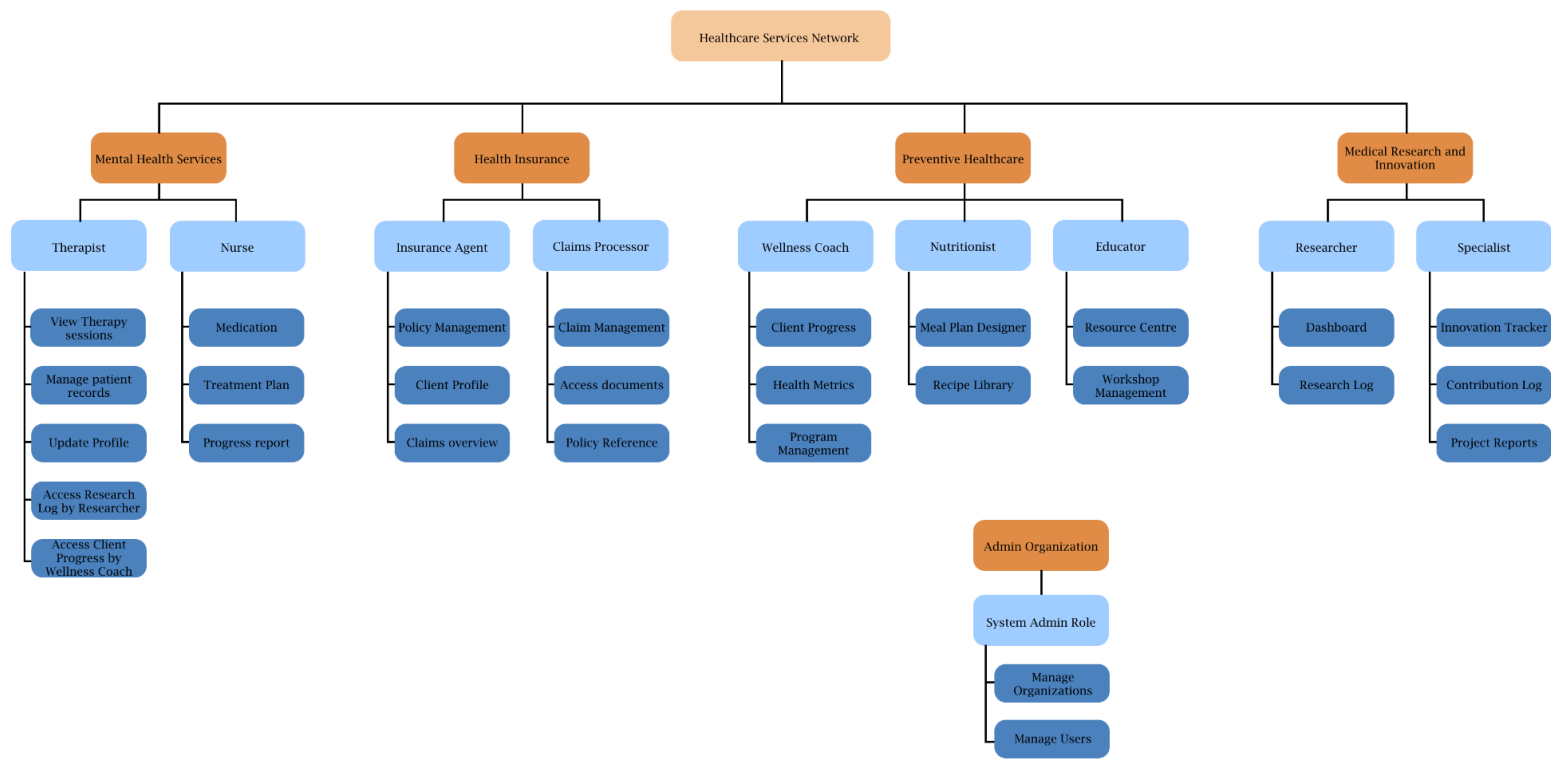 Healthcare Services Network
Mental Health Services
Health Insurance
Preventive Healthcare
Medical Research and
Innovation
Therapist
Nurse
Insurance Agent
Claims Processor
Wellness Coach
Nutritionist
Educator
Researcher
Specialist
View Therapy
sessions
Medication
Policy Management
Claim Management
Client Progress
Meal Plan Designer
Resource Centre
Dashboard
Innovation Tracker
Manage patient
records
Treatment Plan
Client Profile
Access documents
Health Metrics
Recipe Library
Workshop
Management
Research Log
Contribution Log
Update Profile
Progress report
Claims overview
Policy Reference
Program
Management
Project Reports
Access Research
Log by Researcher
Access Client
Progress by
Wellness Coach
Admin Organization
System Admin Role
Manage
Organizations
Manage Users